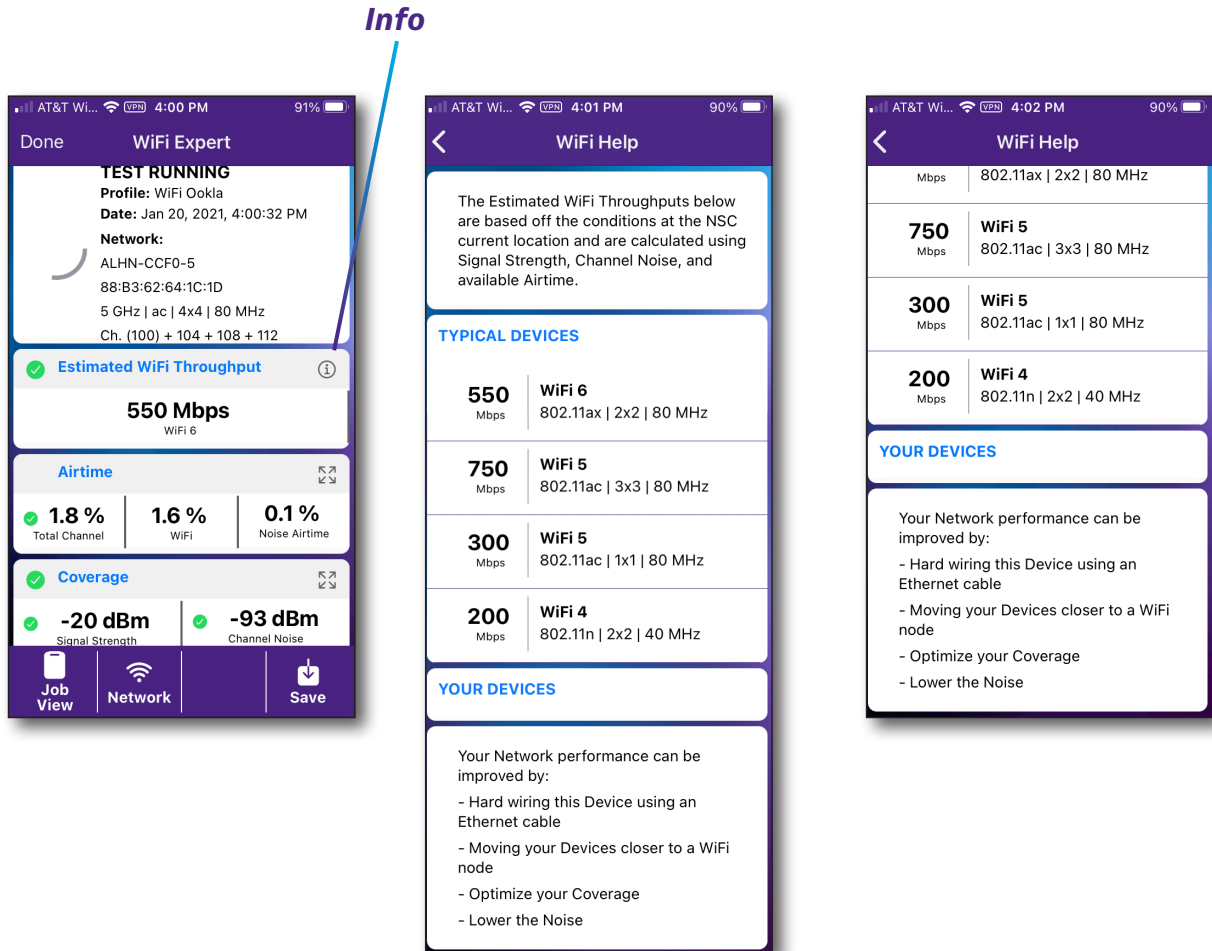 Info
AT&T Wi... VPN 4:00 PM 91%
Done WiFi Expert
TEST RUNNING
Profile: WiFi Ookla
Date: Jan 20, 2021, 4:00:32 PM
Network:
ALHN-CCF0-5
88:B3:62:64:1C:1D
5 GHz | ac | 4x4 | 80 MHz
Ch. (100) + 104 + 108 + 112
Estimated WiFi Throughput i
550 Mbps
WiFi 6
Airtime
1.8 % 1.6 % 0.1 %
Total Channel WiFi Noise Airtime
Coverage
-20 dBm -93 dBm
Signal Strength Channel Noise
Job
View Network Save
AT&T Wi... VPN 4:01 PM 90%
WiFi Help
The Estimated WiFi Throughputs below
are based off the conditions at the NSC
current location and are calculated using
Signal Strength, Channel Noise, and
available Airtime.
TYPICAL DEVICES
550 WiFi 6
Mbps 802.11ax | 2x2 | 80 MHz
750 WiFi 5
Mbps 802.11ac | 3x3 | 80 MHz
300 WiFi 5
Mbps 802.11ac | 1x1 | 80 MHz
200 WiFi 4
Mbps 802.11n | 2x2 | 40 MHz
YOUR DEVICES
Your Network performance can be
improved by:
- Hard wiring this Device using an
Ethernet cable
- Moving your Devices closer to a WiFi
node
- Optimize your Coverage
- Lower the Noise
AT&T Wi... VPN 4:02 PM 90%
WiFi Help
Mbps 802.11ax | 2x2 | 80 MHz
750 WiFi 5
Mbps 802.11ac | 3x3 | 80 MHz
300 WiFi 5
Mbps 802.11ac | 1x1 | 80 MHz
200 WiFi 4
Mbps 802.11n | 2x2 | 40 MHz
YOUR DEVICES
Your Network performance can be
improved by:
- Hard wiring this Device using an
Ethernet cable
- Moving your Devices closer to a WiFi
node
- Optimize your Coverage
- Lower the Noise